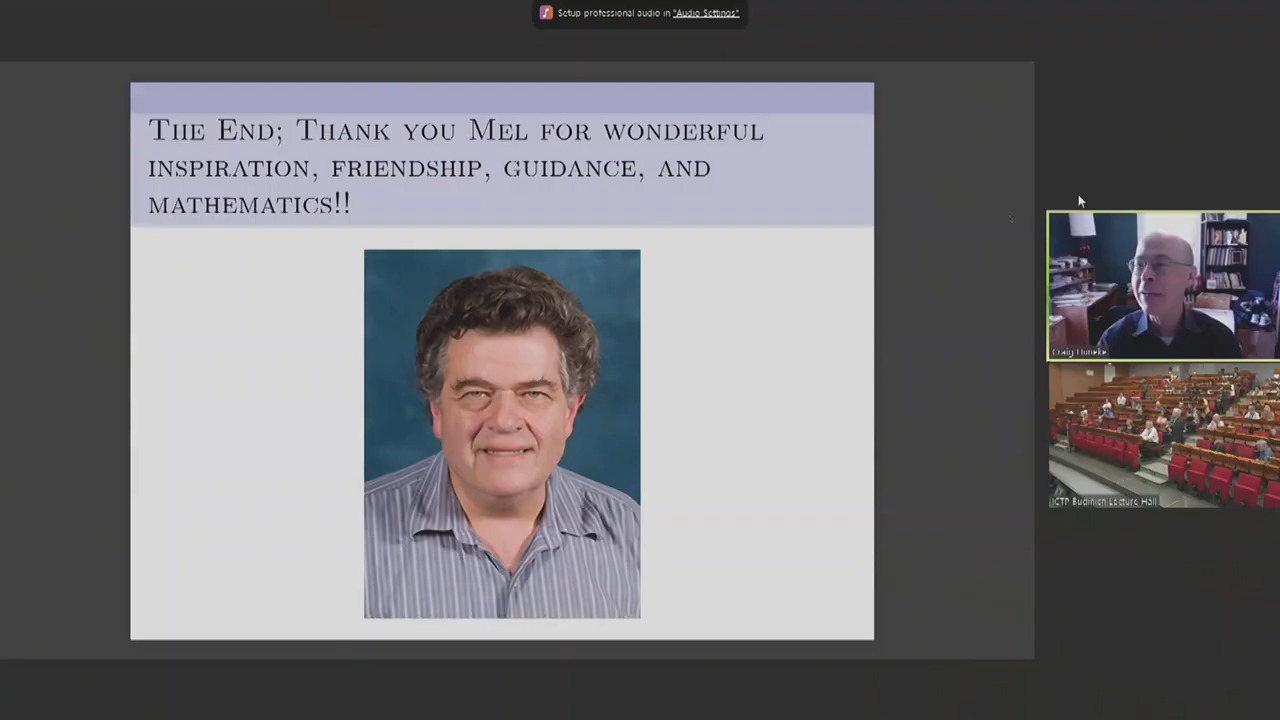 Setup professional audio in "Audio Settings"
The End; Thank you Mel for wonderful
inspiration, friendship, guidance, and
mathematics!!
Craig Huneke
ICTP Budinich Lecture Hall